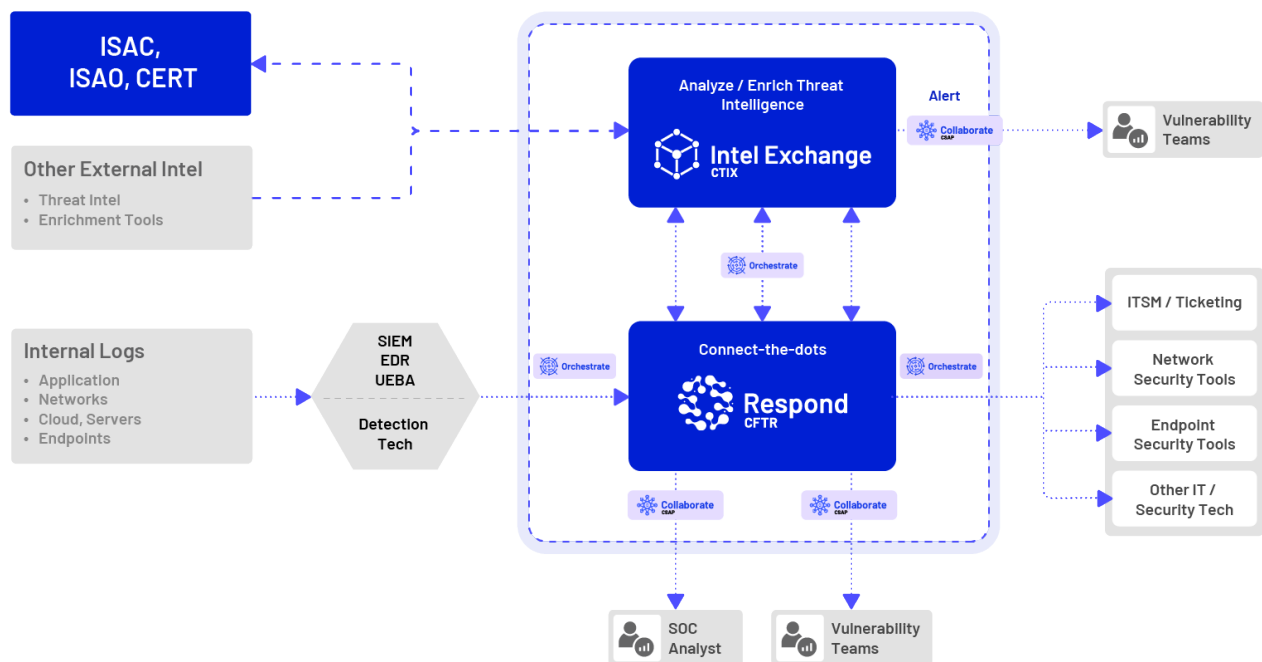 ISAC,
ISAO, CERT
Other External Intel
• Threat Intel
• Enrichment Tools
Internal Logs
• Application
• Networks
• Cloud, Servers
• Endpoints
SIEM
EDR
UEBA
Detection
Tech
Analyze / Enrich Threat
Intelligence
Intel Exchange
CTIX
Alert
Collaborate
CSAP
Vulnerability
Teams
Orchestrate
Orchestrate
Connect-the-dots
Respond
CFTR
Orchestrate
ITSM / Ticketing
Network
Security Tools
Endpoint
Security Tools
Other IT /
Security Tech
Collaborate
CSAP
Collaborate
CSAP
SOC
Analyst
Vulnerability
Teams